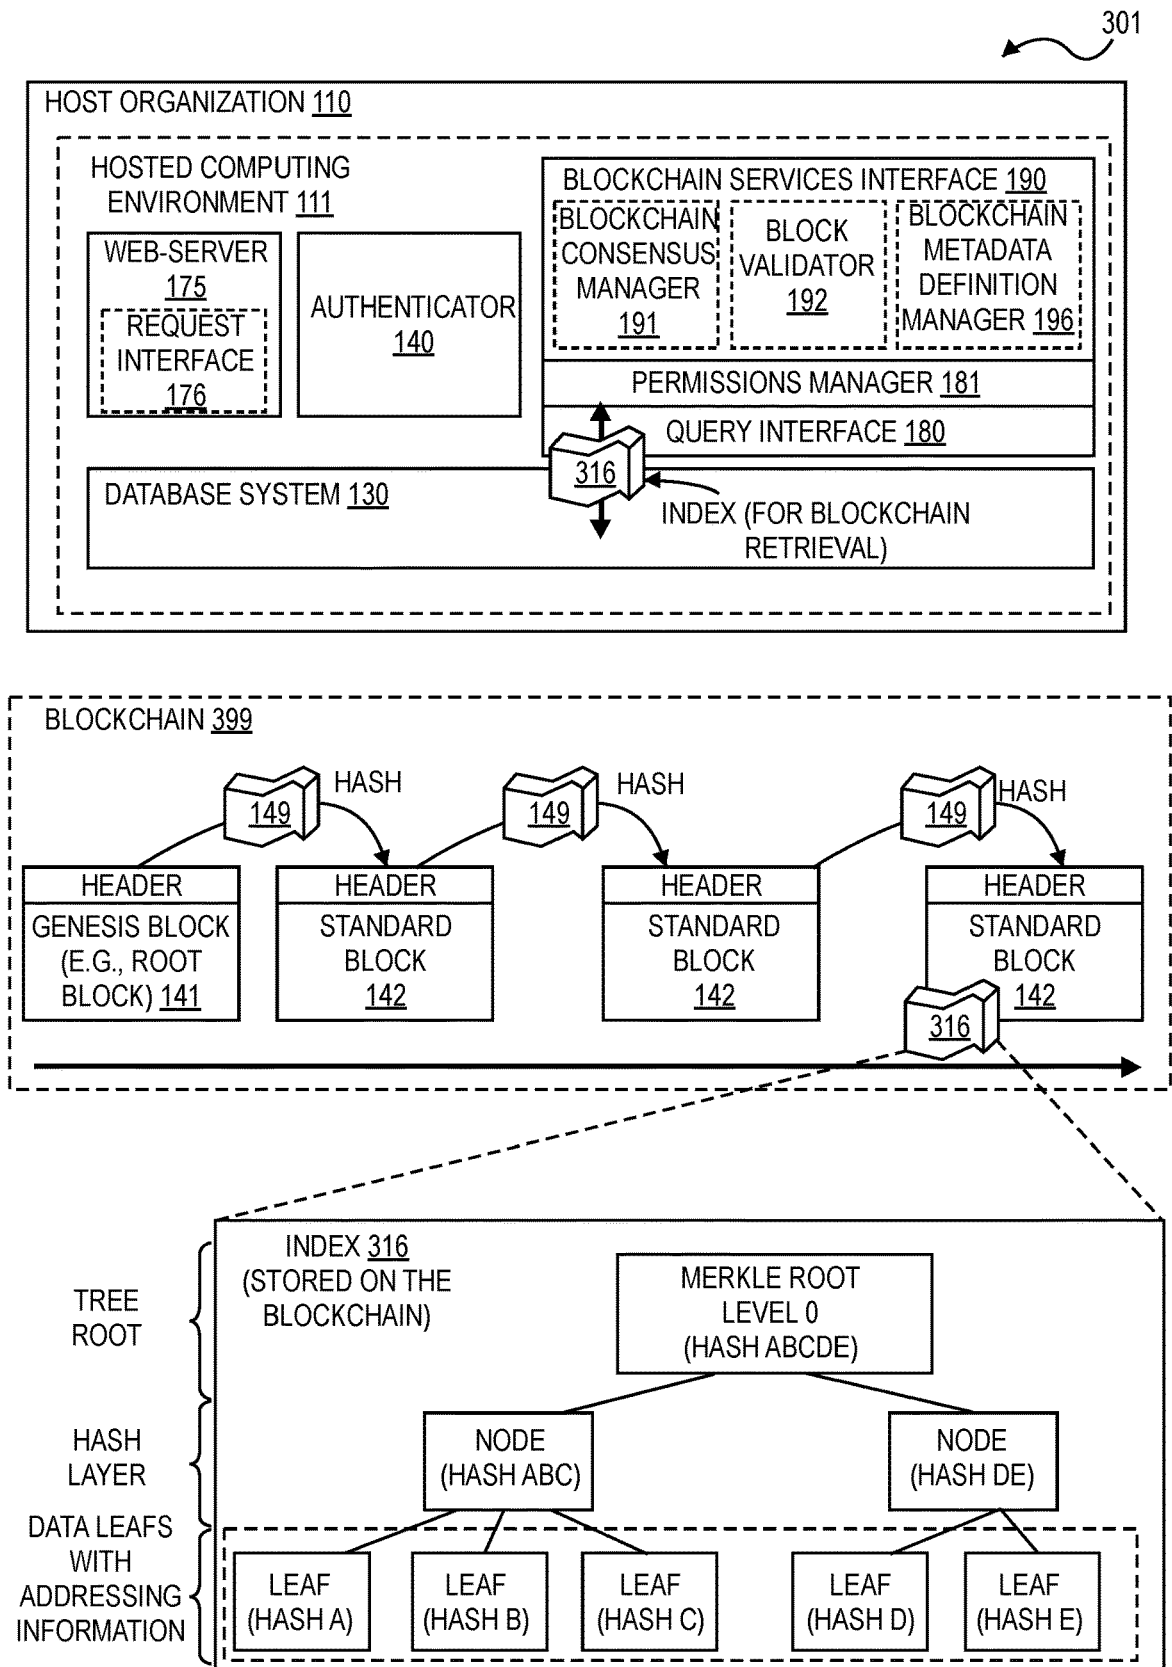 301
HOST ORGANIZATION 110
HOSTED COMPUTING
ENVIRONMENT 111
WEB-SERVER
175
REQUEST
INTERFACE
176
AUTHENTICATOR
140
BLOCKCHAIN SERVICES INTERFACE 190
BLOCKCHAIN
CONSENSUS
MANAGER
191
BLOCK
VALIDATOR
192
BLOCKCHAIN
METADATA
DEFINITION
MANAGER 196
PERMISSIONS MANAGER 181
QUERY INTERFACE 180
316
DATABASE SYSTEM 130
INDEX (FOR BLOCKCHAIN
RETRIEVAL)
BLOCKCHAIN 399
149
HASH
149
HASH
149
HASH
HEADER
GENESIS BLOCK
(E.G., ROOT
BLOCK) 141
HEADER
STANDARD
BLOCK
142
HEADER
STANDARD
BLOCK
142
HEADER
STANDARD
BLOCK
142
316
TREE
ROOT
INDEX 316
(STORED ON THE
BLOCKCHAIN)
MERKLE ROOT
LEVEL 0
(HASH ABCDE)
HASH
LAYER
NODE
(HASH ABC)
NODE
(HASH DE)
DATA LEAFS
WITH
ADDRESSING
INFORMATION
LEAF
(HASH A)
LEAF
(HASH B)
LEAF
(HASH C)
LEAF
(HASH D)
LEAF
(HASH E)